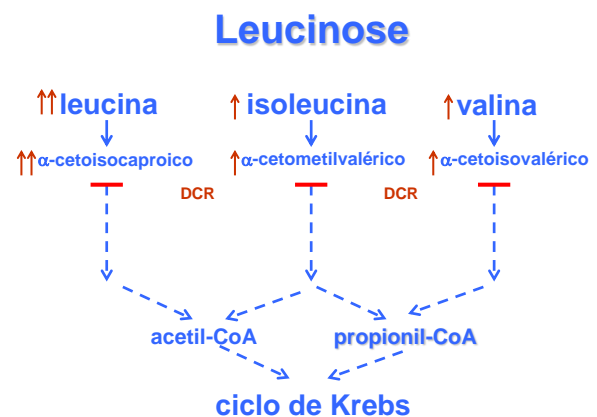 Leucinose
↑↑leucina ↑isoleucina ↑valina
↑↑α-cetoisocaproico ↑α-cetometilvalérico ↑α-cetoisovalérico
DCR DCR
acetil-CoA propionil-CoA
ciclo de Krebs